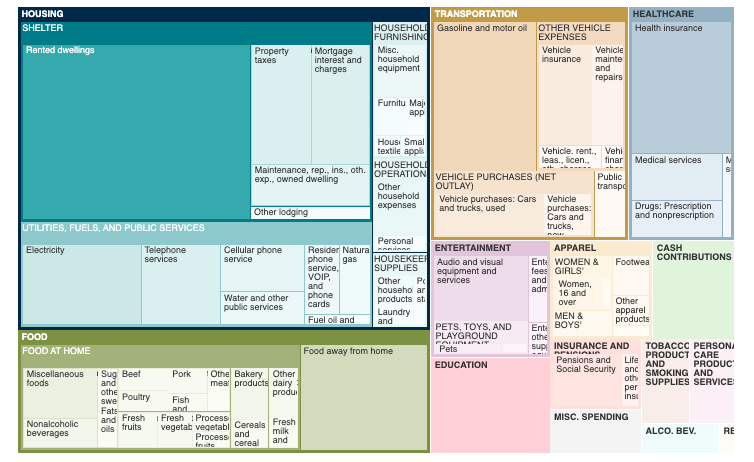 HOUSING
SHELTER
Rented dwellings
Property
taxes
Mortgage
interest and
charges
Maintenance, rep., ins., oth.
exp., owned dwelling
Other lodging
HOUSEHOLD
FURNISHING
Misc.
household
equipment
Furnitu
Maj
app
House
textile
Smal
appli
HOUSEHOLD
OPERATION
Other
household
expenses
Personal
services
HOUSEKEEP
SUPPLIES
Other
househol
products
Po
sta
Laundry
and
UTILITIES, FUELS, AND PUBLIC SERVICES
Electricity
Telephone
services
Cellular phone
service
Water and other
public services
Residen
phone
service,
VOIP,
and
phone
cards
Natura
gas
Fuel oil and
FOOD
FOOD AT HOME
Miscellaneous
foods
Nonalcoholic
beverages
Sug
and
othe
swe
Fats
and
oils
Beef
Pork
Othe
meat
Poultry
Fish
and
Fresh
fruits
Fresh
vegetab
Process
vegetab
Process
fruits
Bakery
products
Cereals
and
cereal
Other
dairy
produ
Fresh
milk
and
Food away from home
TRANSPORTATION
Gasoline and motor oil
OTHER VEHICLE
EXPENSES
Vehicle
insurance
Vehicle
mainte
and
repairs
Vehicle. rent.,
leas., licen.,
oth. charges
Vehi
finar
VEHICLE PURCHASES (NET
OUTLAY)
Vehicle purchases: Cars
and trucks, used
Vehicle
purchases:
Cars and
trucks,
new
Public
transpo
HEALTHCARE
Health insurance
Medical services
Drugs: Prescription
and nonprescription
ENTERTAINMENT
Audio and visual
equipment and
services
Ente
fees
and
adm
PETS, TOYS, AND
PLAYGROUND
EQUIPMENT
Pets
Ente
othe
supp
EDUCATION
APPAREL
WOMEN &
GIRLS'
Women,
16 and
over
MEN &
BOYS'
Footwea
Other
apparel
products
CASH
CONTRIBUTIONS
INSURANCE AND
PENSIONS
Pensions and
Social Security
Life
and
othe
per
insu
MISC. SPENDING
TOBACCO
PRODUCT
AND
SMOKING
SUPPLIES
PERSONA
CARE
PRODUCT
AND
SERVICES
ALCO. BEV.
RE